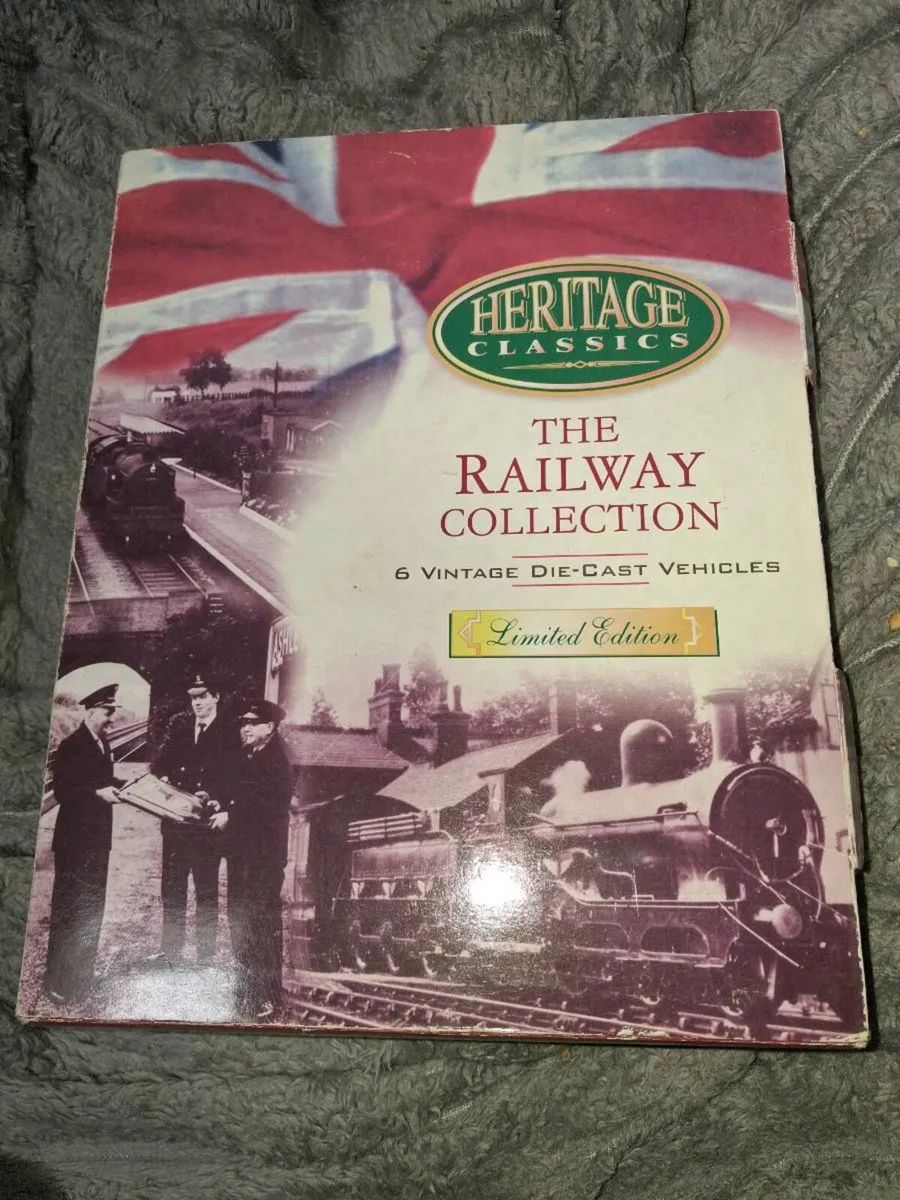 HERITAGE
CLASSICS
THE
RAILWAY
COLLECTION
6 VINTAGE DIE-CAST VEHICLES
Limited Edition